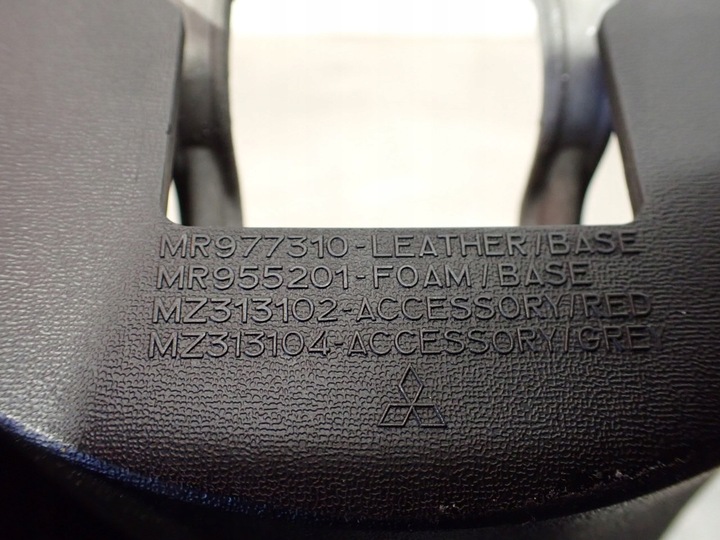 MR977310-LEATHER/BASE
MR955201-FOAM/BASE
MZ313102-ACCESSORY/RED
MZ313104-ACCESSORY/GREY